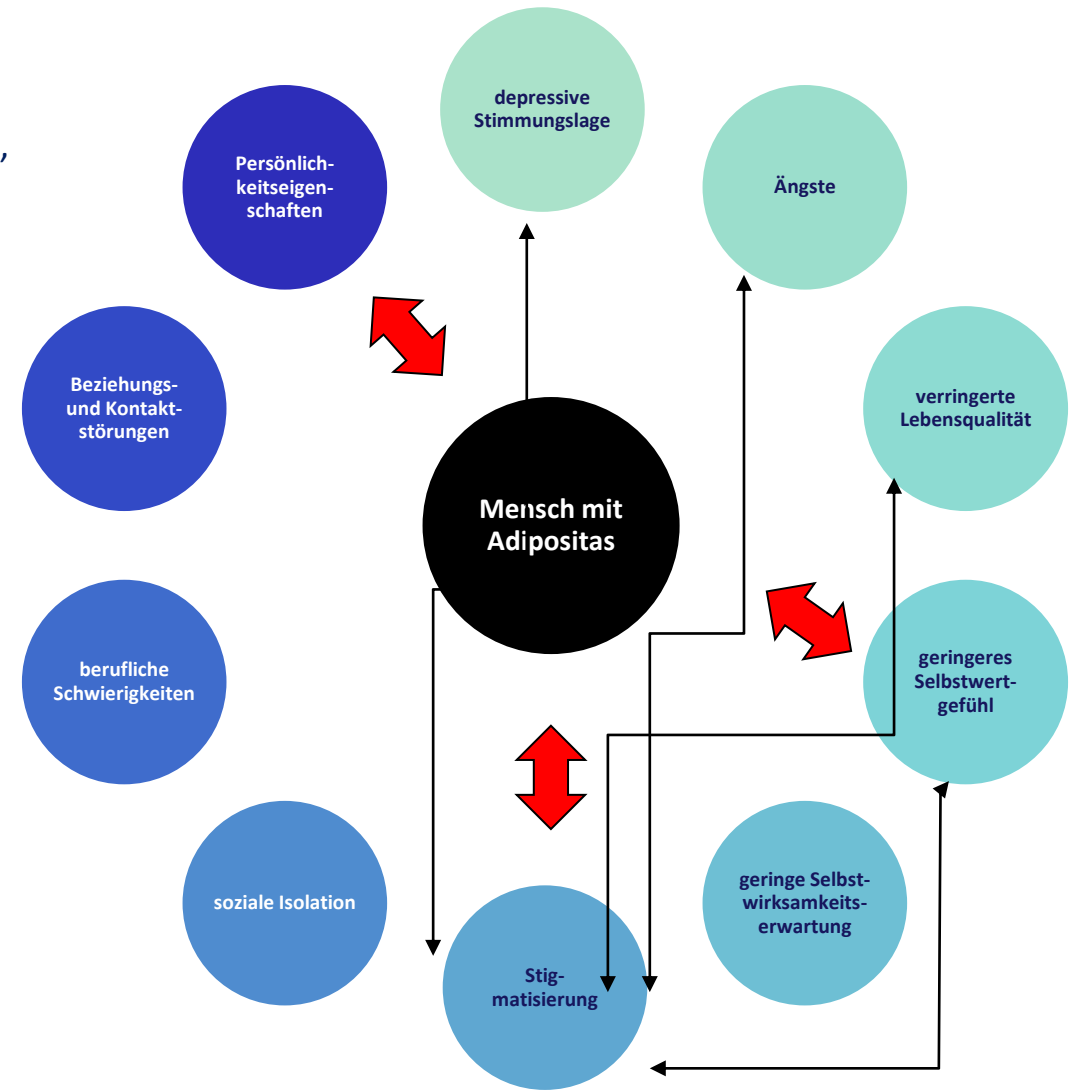 ,
depressive
Stimmungslage
Ängste
verringerte
Lebensqualität
geringeres
Selbstwert-
gefühl
geringe Selbst-
wirksamkeits-
erwartung
Stig-
matisierung
soziale Isolation
berufliche
Schwierigkeiten
Beziehungs-
und Kontakt-
störungen
Persönlich-
keitseigen-
schaften
Mensch mit
Adipositas